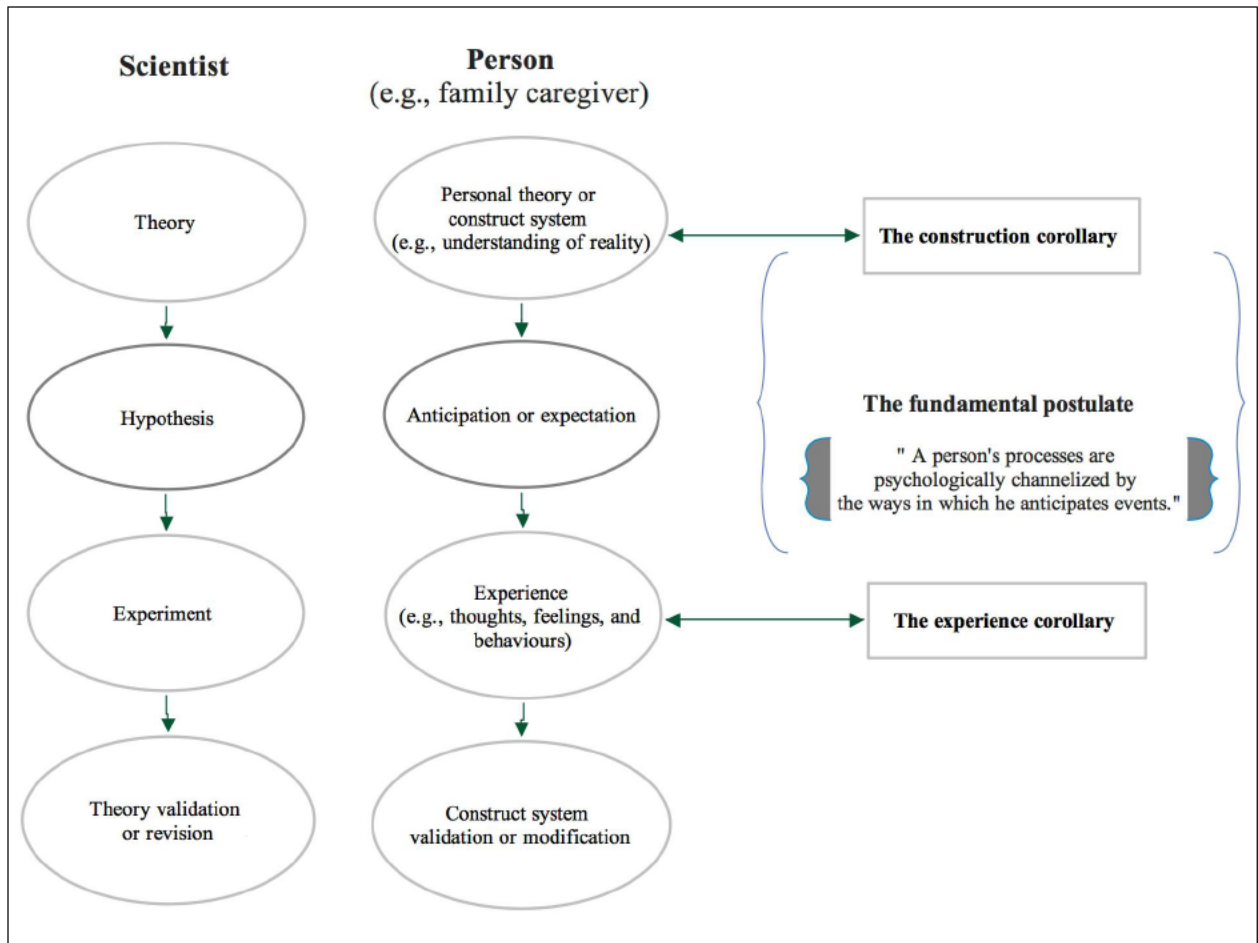 Scientist
Person
(e.g., family caregiver)
Theory
Personal theory or
construct system
(e.g., understanding of reality)
The construction corollary
Hypothesis
Anticipation or expectation
The fundamental postulate
" A person's processes are
psychologically channelized by
the ways in which he anticipates events."
Experiment
Experience
(e.g., thoughts, feelings, and
behaviours)
The experience corollary
Theory validation
or revision
Construct system
validation or modification